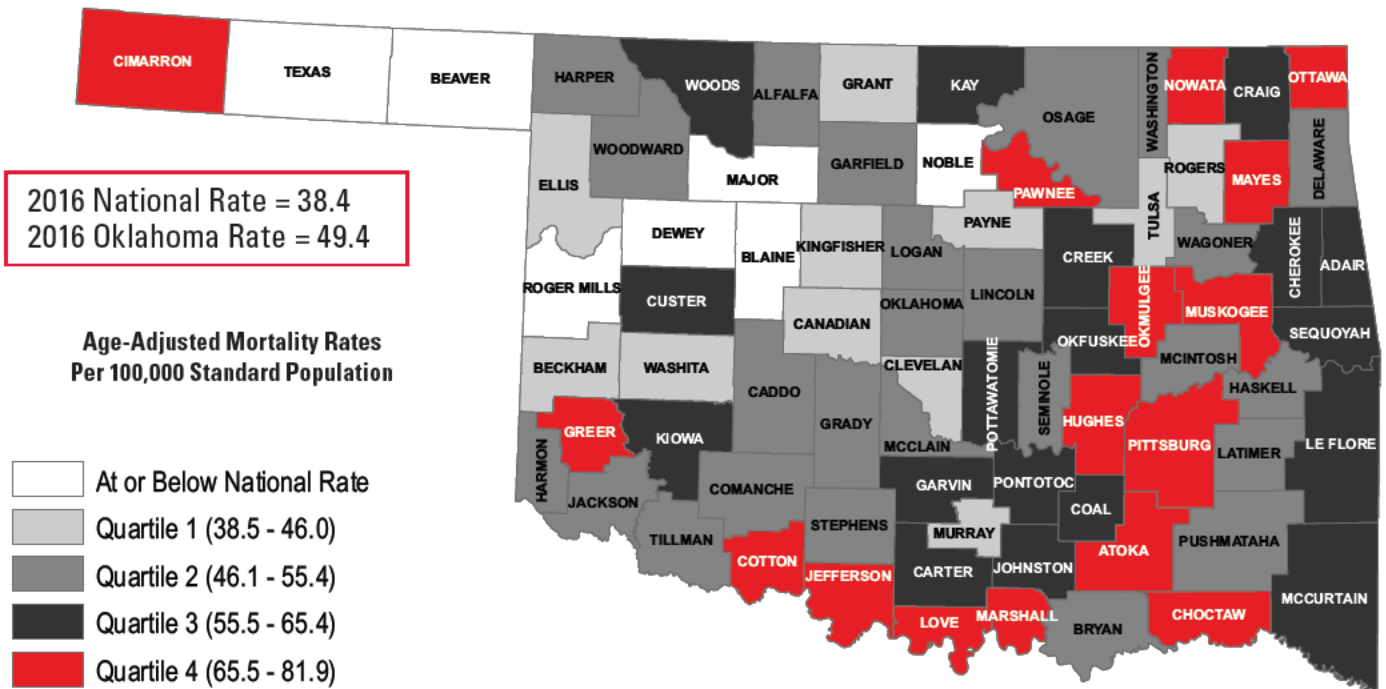 CIMARRON
TEXAS
BEAVER
HARPER
WOODS
ALFALFA
GRANT
KAY
OSAGE
WASHINGTON
NOWATA
CRAIG
OTTAWA
2016 National Rate = 38.4
2016 Oklahoma Rate = 49.4
ELLIS
WOODWARD
MAJOR
GARFIELD
NOBLE
PAWNEE
ROGERS
MAYES
DELAWARE
DEWEY
BLAINE
KINGFISHER
LOGAN
PAYNE
TULSA
WAGONER
CHEROKEE
ADAIR
ROGER MILLS
CUSTER
CANADIAN
OKLAHOMA
LINCOLN
CREEK
OKMULGEE
MUSKOGEE
SEQUOYAH
Age-Adjusted Mortality Rates
Per 100,000 Standard Population
BECKHAM
WASHITA
CADDO
GRADY
CLEVELAN
POTTAWATOMIE
SEMINOLE
OKFUSKEE
MCINTOSH
HASKELL
GREER
KIOWA
MCCLAIN
HUGHES
PITTSBURG
LATIMER
LE FLORE
HARMON
JACKSON
COMANCHE
GARVIN
PONTOTOC
COAL
TILLMAN
STEPHENS
MURRAY
ATOKA
PUSHMATAHA
COTTON
JEFFERSON
CARTER
JOHNSTON
MCCURTAIN
LOVE
MARSHALL
BRYAN
CHOCTAW
At or Below National Rate
Quartile 1 (38.5 - 46.0)
Quartile 2 (46.1 - 55.4)
Quartile 3 (55.5 - 65.4)
Quartile 4 (65.5 - 81.9)